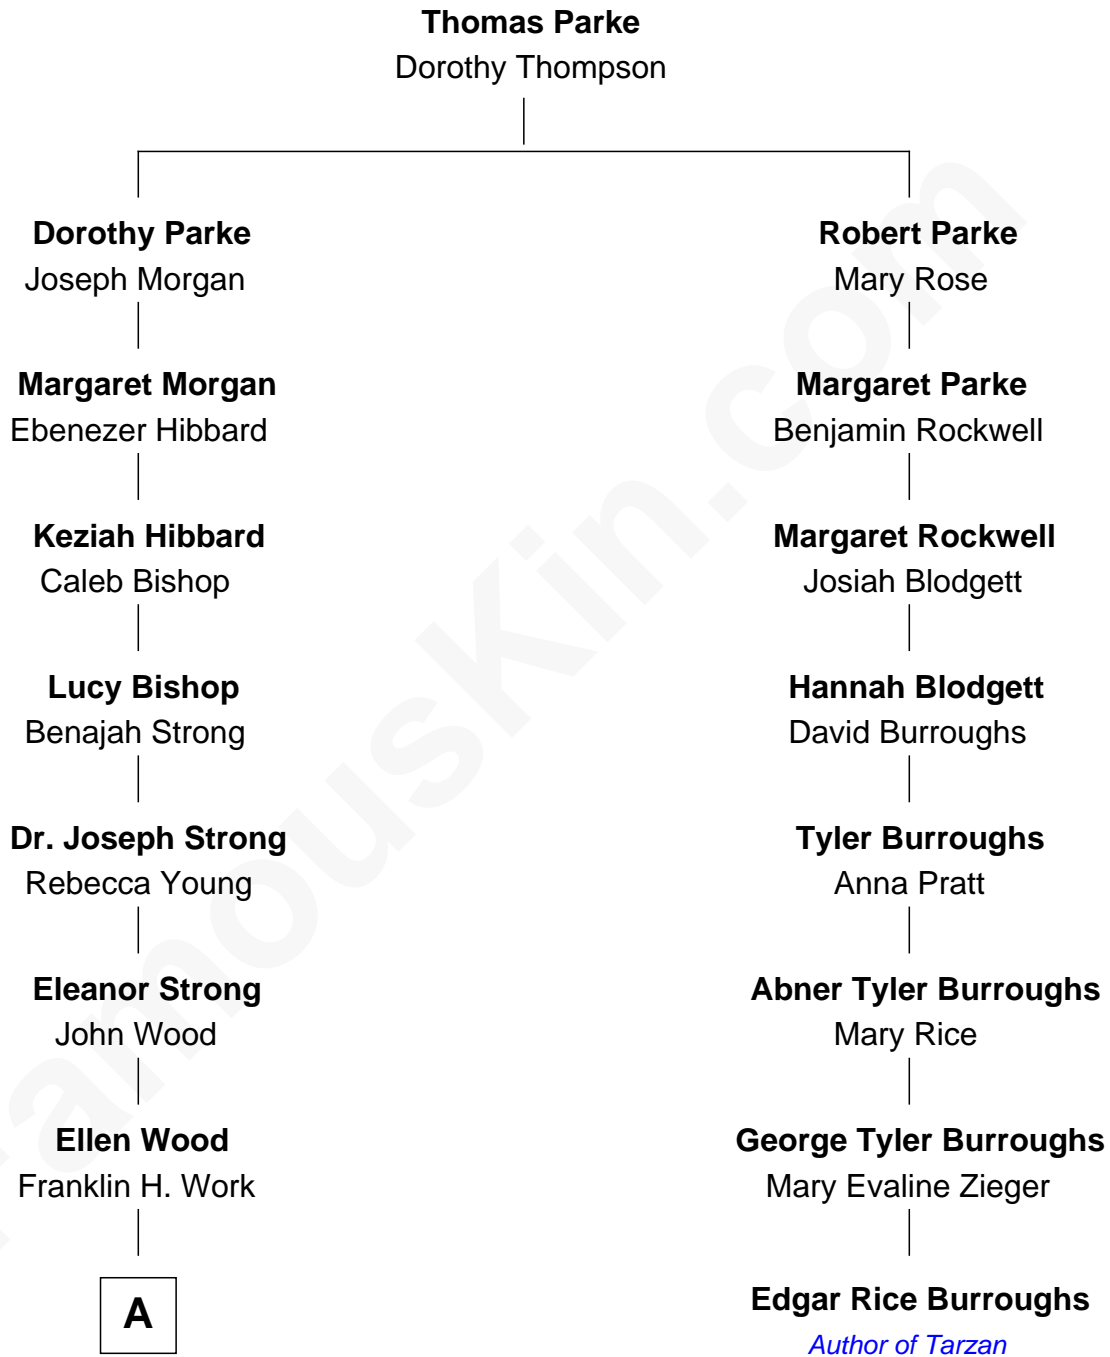 Thomas Parke
Dorothy Thompson
Dorothy Parke
Joseph Morgan
Robert Parke
Mary Rose
Margaret Morgan
Ebenezer Hibbard
Margaret Parke
Benjamin Rockwell
Keziah Hibbard
Caleb Bishop
Margaret Rockwell
Josiah Blodgett
Lucy Bishop
Benajah Strong
Hannah Blodgett
David Burroughs
Dr. Joseph Strong
Rebecca Young
Tyler Burroughs
Anna Pratt
Eleanor Strong
John Wood
Abner Tyler Burroughs
Mary Rice
Ellen Wood
Franklin H. Work
George Tyler Burroughs
Mary Evaline Zieger
A
Edgar Rice Burroughs
Author of Tarzan
FamousKin.com